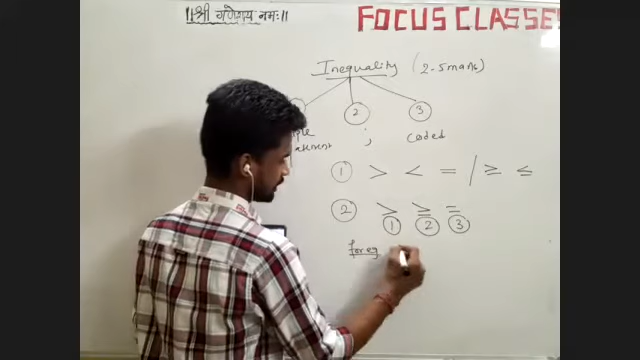 ॥श्री गणेशाय नमः॥
FOCUS CLASSES
Inequality (2-5 marks)
2 3
; coded
1 > < = / ≥ ≤
2 > ≥ =
1 2 3
for eg